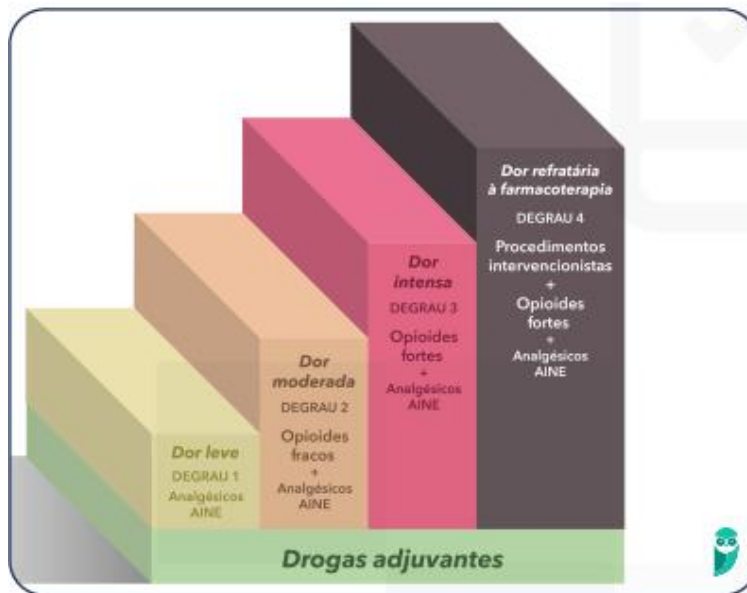 Dor leve
DEGRAU 1
Analgésicos
AINE
Dor
moderada
DEGRAU 2
Opioides
fracos
+
Analgésicos
AINE
Dor
intensa
DEGRAU 3
Opioides
fortes
+
Analgésicos
AINE
Dor refratária
à farmacoterapia
DEGRAU 4
Procedimentos
intervencionistas
+
Opioides
fortes
+
Analgésicos
AINE
Drogas adjuvantes